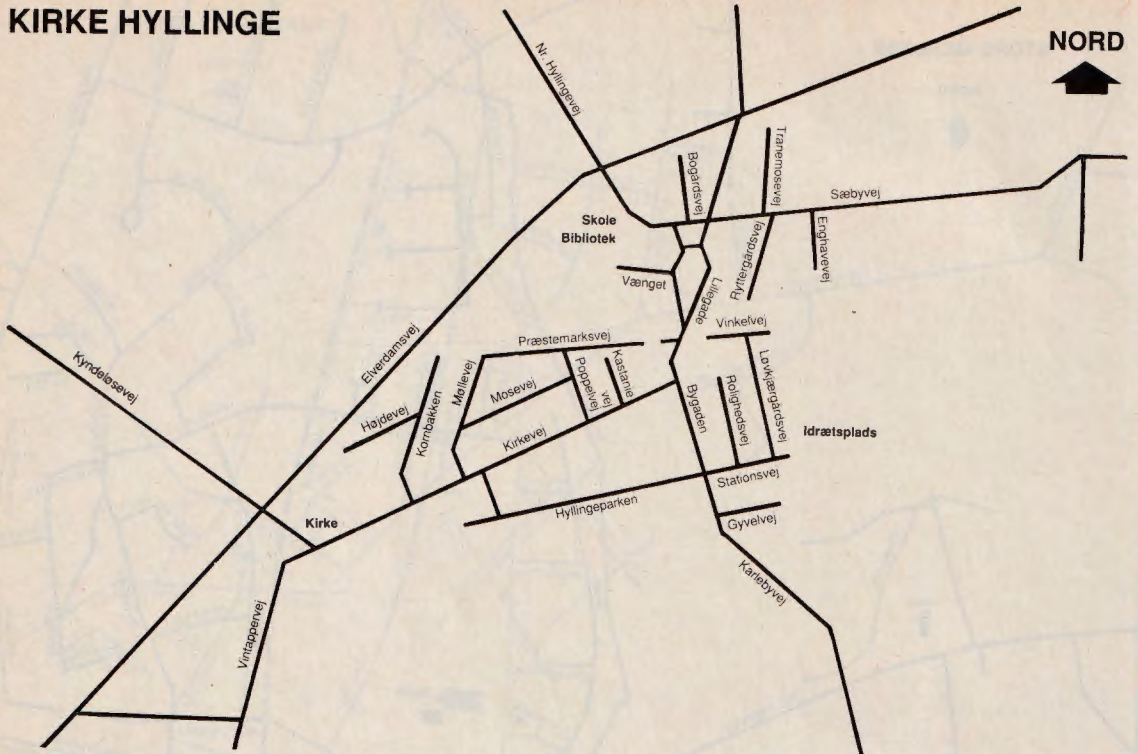 KIRKE HYLLINGE
NORD
Nr. Hyllingevej
Tranemosevej
Bogårdsvej
Sæbyvej
Skole
Bibliotek
Enghavevej
Ryttergårdsvej
Vænget
Lillegade
Vinkelvej
Præstemarksvej
Elverdamsvej
Kyndeløsevej
Møllevej
Mosevej
Poppelvej
Kastanie
vej
Løvkjærgårdsvej
Rolighedsvej
Bygaden
Højdevej
Kornbakken
Kirkevej
Idrætsplads
Stationsvej
Hyllingeparken
Kirke
Gyvelvej
Karlebyvej
Vintappervej